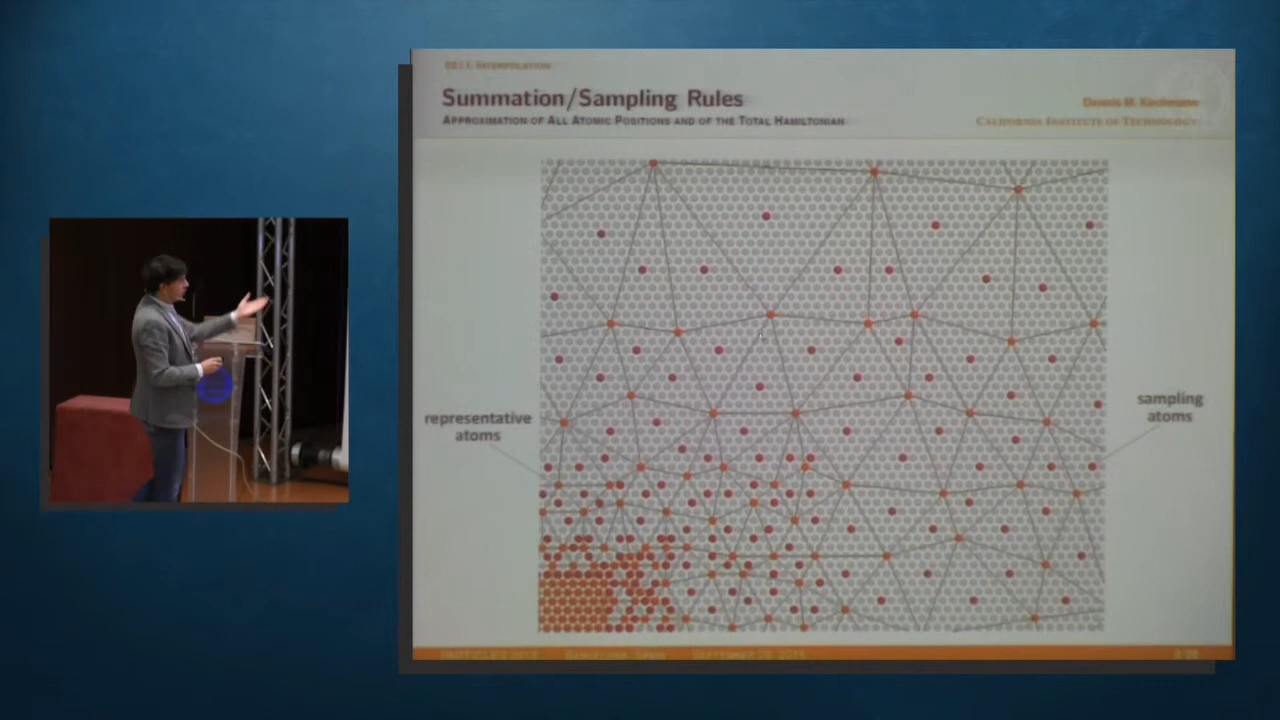 Summation/Sampling Rules
Approximation of All Atomic Positions and of the Total Hamiltonian
Dennis M. Kochmann
California Institute of Technology
representative
atoms
sampling
atoms